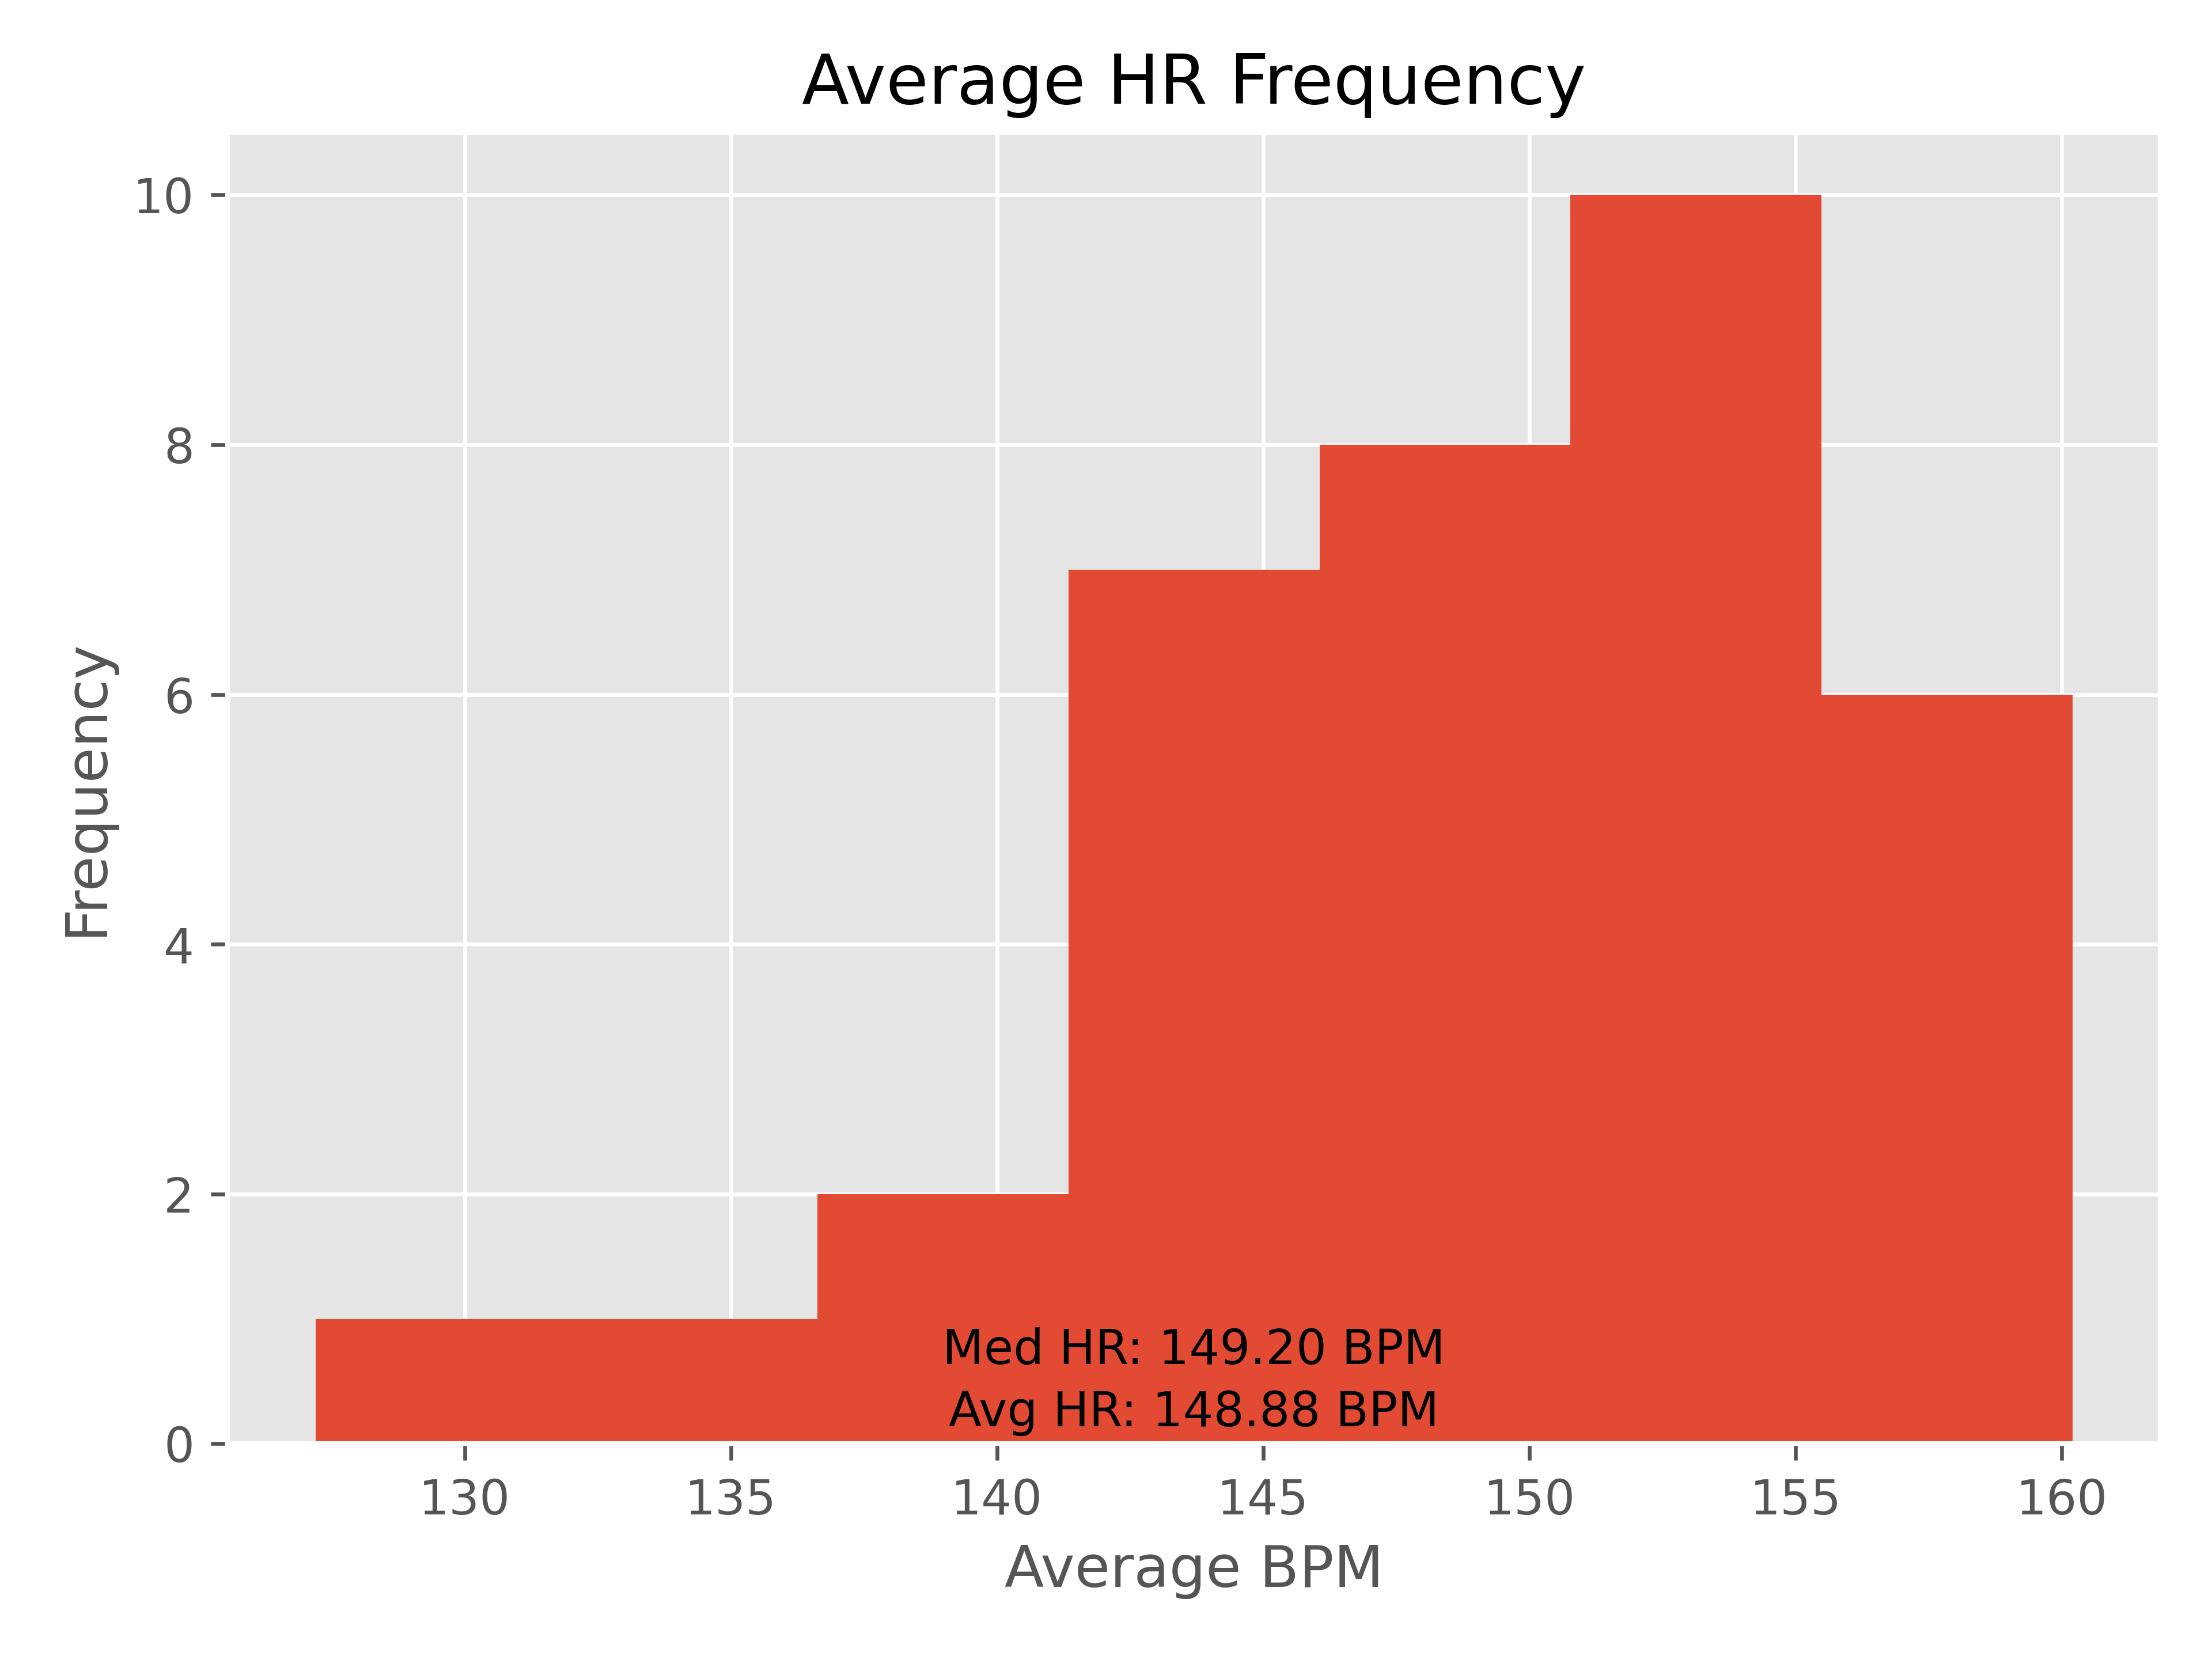 Average HR Frequency
10
8
6
4
2
0
Frequency
Med HR: 149.20 BPM
Avg HR: 148.88 BPM
130 135 140 145 150 155 160
Average BPM